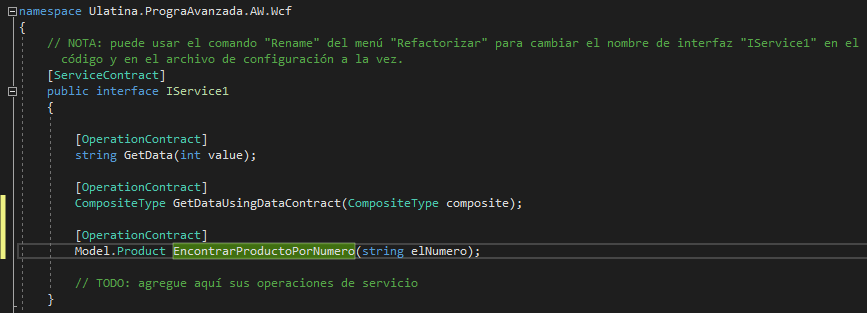 namespace Ulatina.PrograAvanzada.AW.Wcf
{
// NOTA: puede usar el comando "Rename" del menú "Refactorizar" para cambiar el nombre de interfaz "IService1" en el
código y en el archivo de configuración a la vez.
[ServiceContract]
public interface IService1
{
[OperationContract]
string GetData(int value);
[OperationContract]
CompositeType GetDataUsingDataContract(CompositeType composite);
[OperationContract]
Model.Product EncontrarProductoPorNumero(string elNumero);
// TODO: agregue aquí sus operaciones de servicio
}